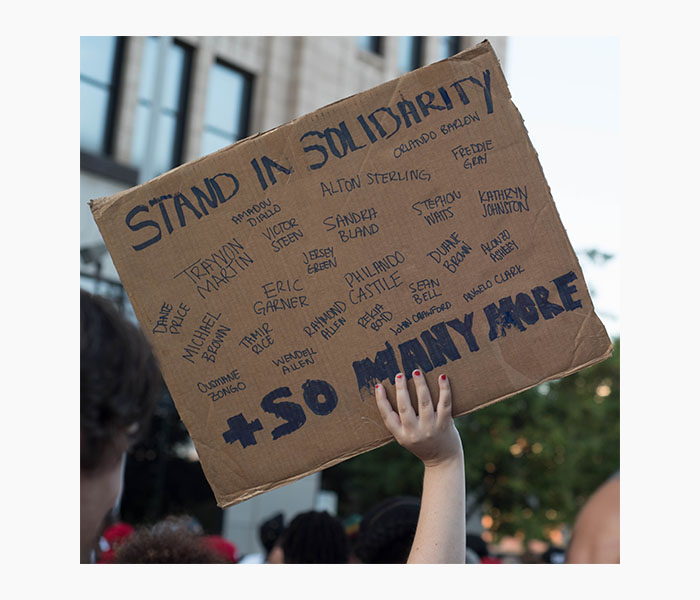 STAND IN SOLIDARITY
ORLANDO BARLOW
FREDDIE
GRAY
ALTON STERLING
AMADOU
DIALLO
VICTOR
STEEN
SANDRA
BLAND
STEPHON
WATTS
KATHRYN
JOHNSTON
TRAYVON
MARTIN
JERSEY
GREEN
DUANE
BROWN
ALONZO
ASHLEY
ERIC
GARNER
PHILANDO
CASTILE
SEAN
BELL
ANGELO CLARK
DANTE
PRICE
MICHAEL
BROWN
TAMIR
RICE
RAYMOND
ALLEN
REKIA
BOYD
JOHN CRAWFORD
WENDELL
ALLEN
OUSMANE
ZONGO
+ SO MANY MORE